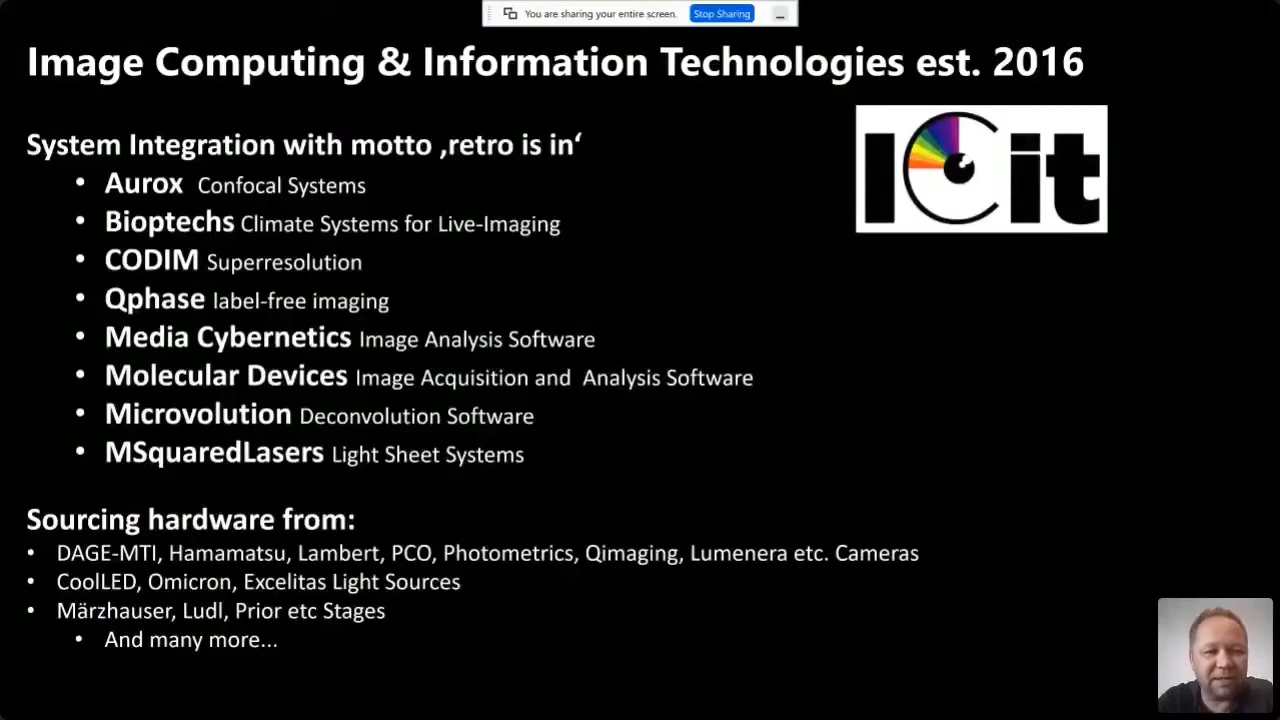 You are sharing your entire screen. Stop Sharing
Image Computing & Information Technologies est. 2016
ICit
System Integration with motto ‚retro is in‘
• Aurox Confocal Systems
• Bioptechs Climate Systems for Live-Imaging
• CODIM Superresolution
• Qphase label-free imaging
• Media Cybernetics Image Analysis Software
• Molecular Devices Image Acquisition and Analysis Software
• Microvolution Deconvolution Software
• MSquaredLasers Light Sheet Systems
Sourcing hardware from:
• DAGE-MTI, Hamamatsu, Lambert, PCO, Photometrics, Qimaging, Lumenera etc. Cameras
• CoolLED, Omicron, Excelitas Light Sources
• Märzhauser, Ludl, Prior etc Stages
• And many more...